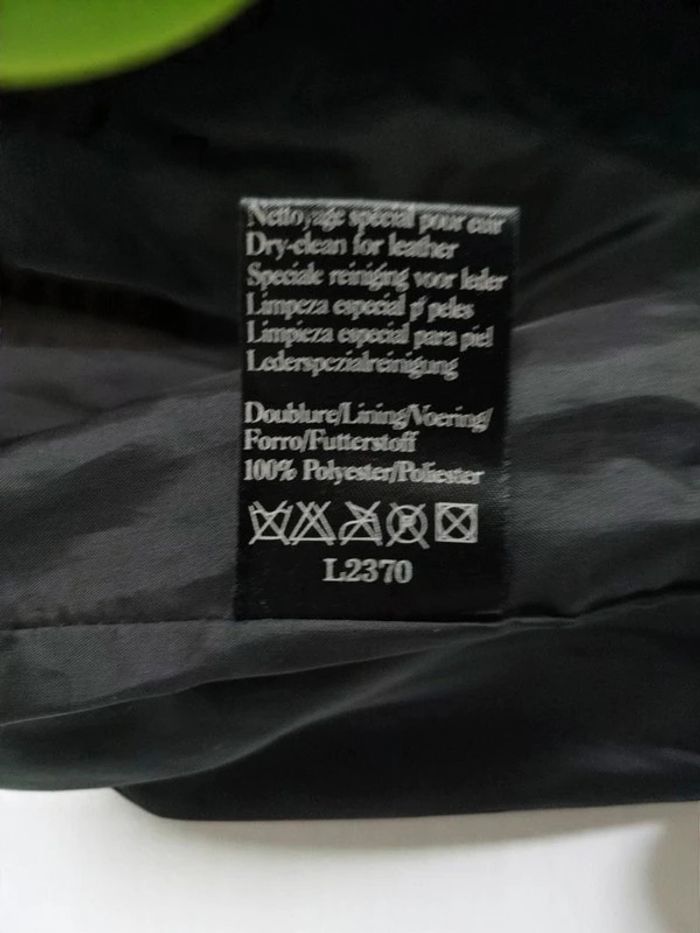 Nettoyage spécial pour cuir
Dry-clean for leather
Speciale reiniging voor leder
Limpeza especial p/ peles
Limpieza especial para piel
Lederspezialreinigung
Doublure/Lining/Voering/
Forro/Futterstoff
100% Polyester/Poliester
L2370